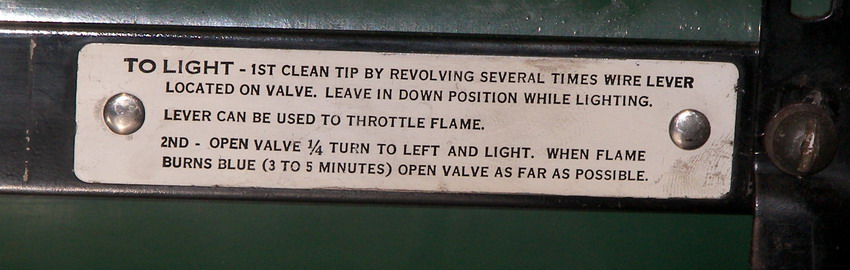 TO LIGHT - 1ST CLEAN TIP BY REVOLVING SEVERAL TIMES WIRE LEVER
LOCATED ON VALVE. LEAVE IN DOWN POSITION WHILE LIGHTING.
LEVER CAN BE USED TO THROTTLE FLAME.
2ND - OPEN VALVE ¼ TURN TO LEFT AND LIGHT. WHEN FLAME
BURNS BLUE (3 TO 5 MINUTES) OPEN VALVE AS FAR AS POSSIBLE.